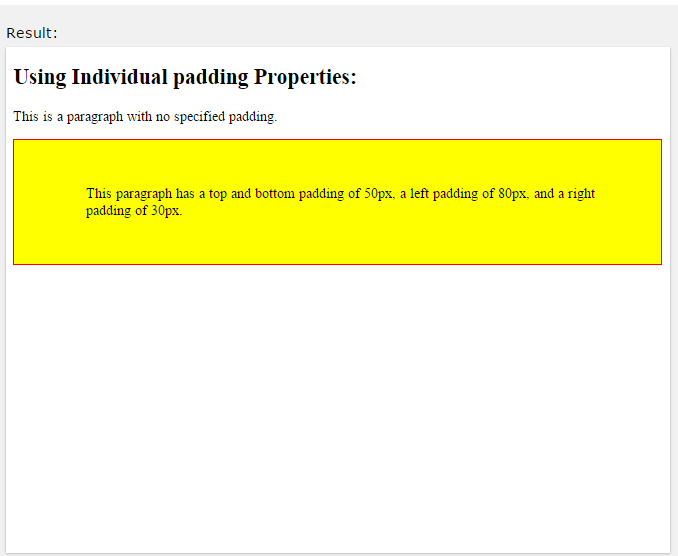 Result:
Using Individual padding Properties:
This is a paragraph with no specified padding.
This paragraph has a top and bottom padding of 50px, a left padding of 80px, and a right
padding of 30px.